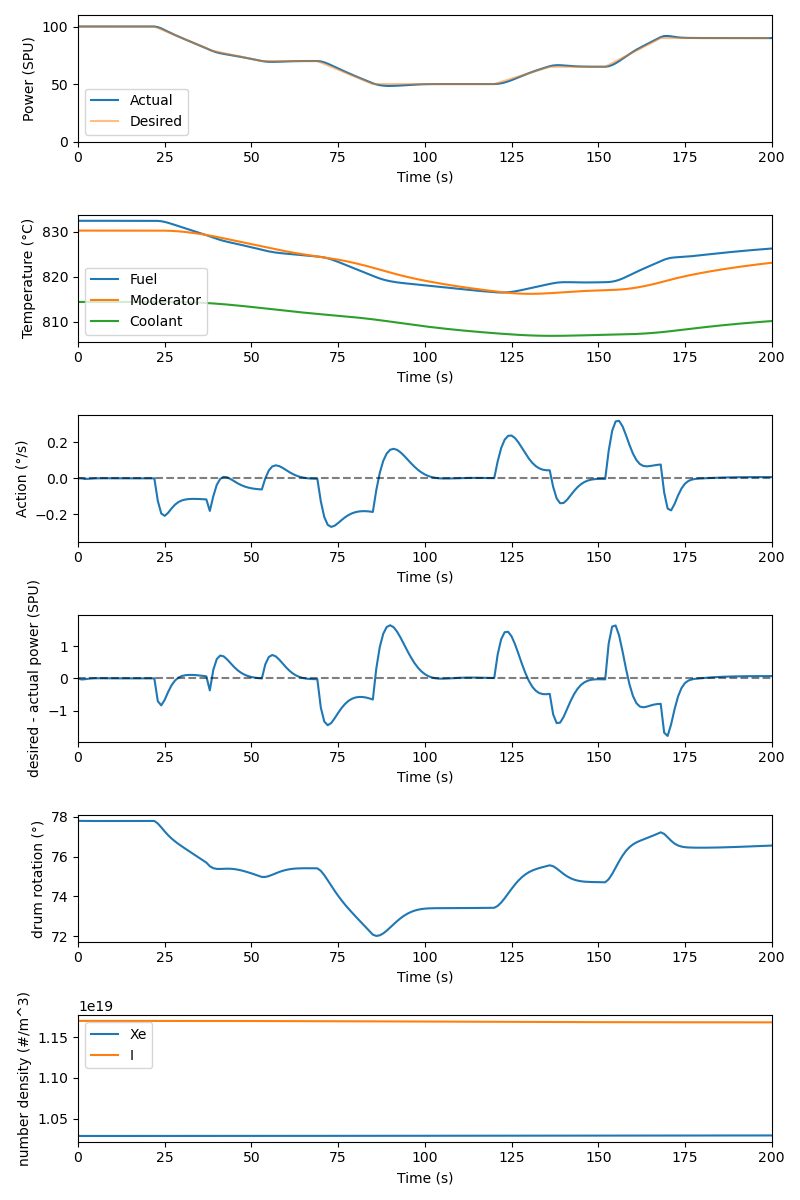 100
50
0
Power (SPU)
Actual
Desired
0 25 50 75 100 125 150 175 200
Time (s)
830
820
810
Temperature (°C)
Fuel
Moderator
Coolant
0 25 50 75 100 125 150 175 200
Time (s)
0.2
0.0
−0.2
Action (°/s)
0 25 50 75 100 125 150 175 200
Time (s)
1
0
−1
desired - actual power (SPU)
0 25 50 75 100 125 150 175 200
Time (s)
78
76
74
72
drum rotation (°)
0 25 50 75 100 125 150 175 200
Time (s)
1e19
1.15
1.10
1.05
number density (#/m^3)
Xe
I
0 25 50 75 100 125 150 175 200
Time (s)